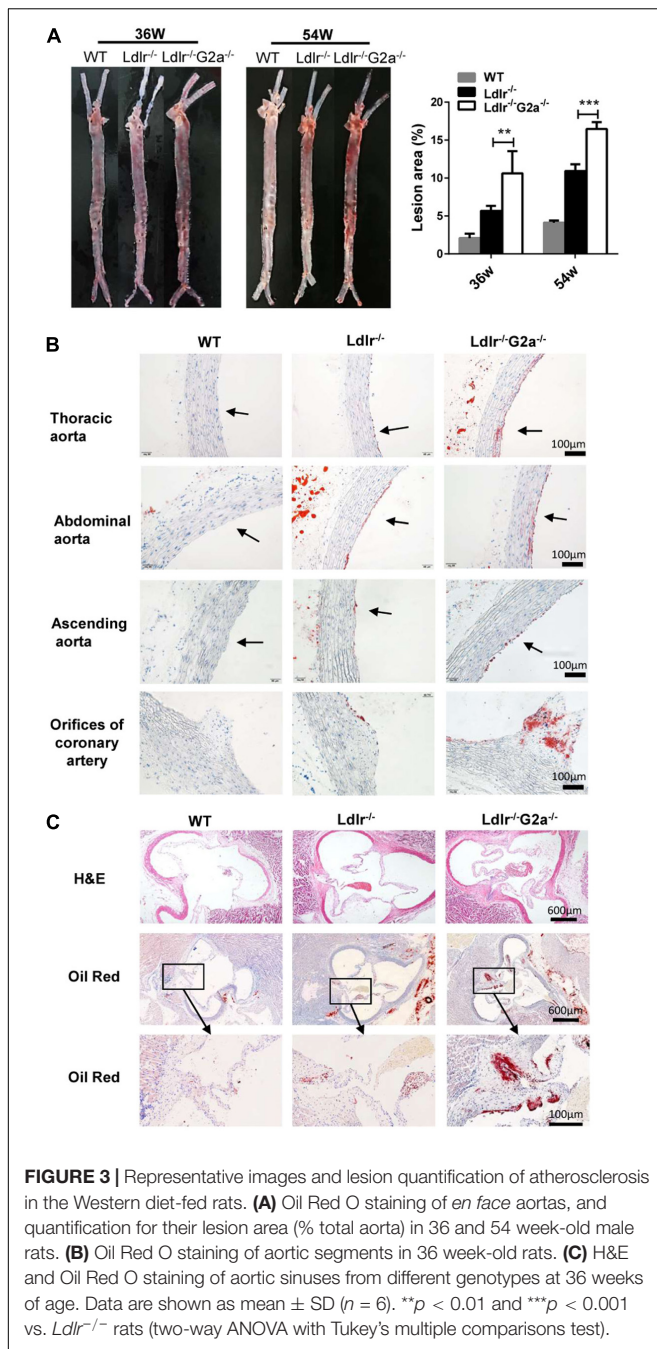 A
36W
54W
WT Ldlr-/- Ldlr-/-G2a-/-
WT Ldlr-/- Ldlr-/-G2a-/-
WT
Ldlr-/-
Ldlr-/-G2a-/-
Lesion area (%)
20
15
10
5
0
**
***
36w
54w
B
WT
Ldlr-/-
Ldlr-/-G2a-/-
Thoracic
aorta
100μm
Abdominal
aorta
100μm
Ascending
aorta
100μm
Orifices of
coronary
artery
100μm
C
WT
Ldlr-/-
Ldlr-/-G2a-/-
H&E
600μm
Oil Red
600μm
Oil Red
100μm
FIGURE 3 | Representative images and lesion quantification of atherosclerosis
in the Western diet-fed rats. (A) Oil Red O staining of en face aortas, and
quantification for their lesion area (% total aorta) in 36 and 54 week-old male
rats. (B) Oil Red O staining of aortic segments in 36 week-old rats. (C) H&E
and Oil Red O staining of aortic sinuses from different genotypes at 36 weeks
of age. Data are shown as mean ± SD (n = 6). **p < 0.01 and ***p < 0.001
vs. Ldlr−/− rats (two-way ANOVA with Tukey's multiple comparisons test).